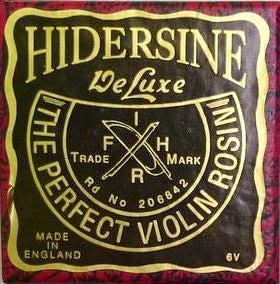 HIDERSINE
DeLuxe
I
F H
R
TRADE MARK
Rd No 206842
THE PERFECT VIOLIN ROSIN
MADE
IN
ENGLAND
6V